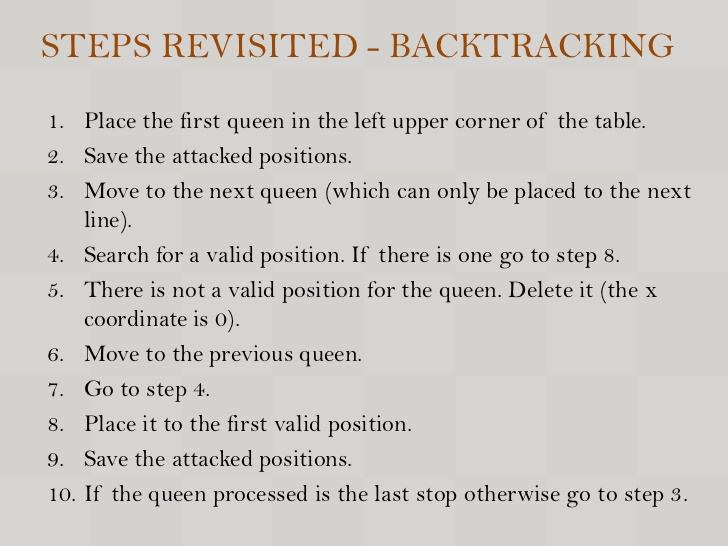 STEPS REVISITED - BACKTRACKING
1. Place the first queen in the left upper corner of the table.
2. Save the attacked positions.
3. Move to the next queen (which can only be placed to the next
line).
4. Search for a valid position. If there is one go to step 8.
5. There is not a valid position for the queen. Delete it (the x
coordinate is 0).
6. Move to the previous queen.
7. Go to step 4.
8. Place it to the first valid position.
9. Save the attacked positions.
10. If the queen processed is the last stop otherwise go to step 3.